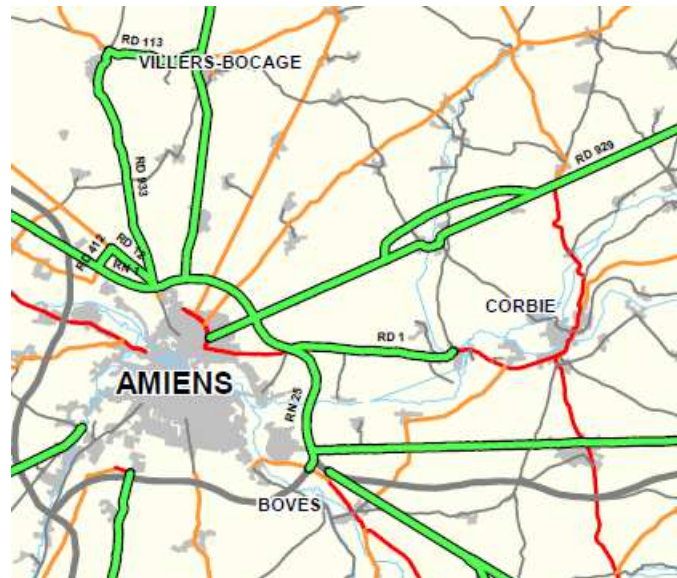 RD 113
VILLERS-BOCAGE
RD 933
RD 929
RD 412
RD 12
RN 1
CORBIE
RD 1
AMIENS
RN 25
BOVES